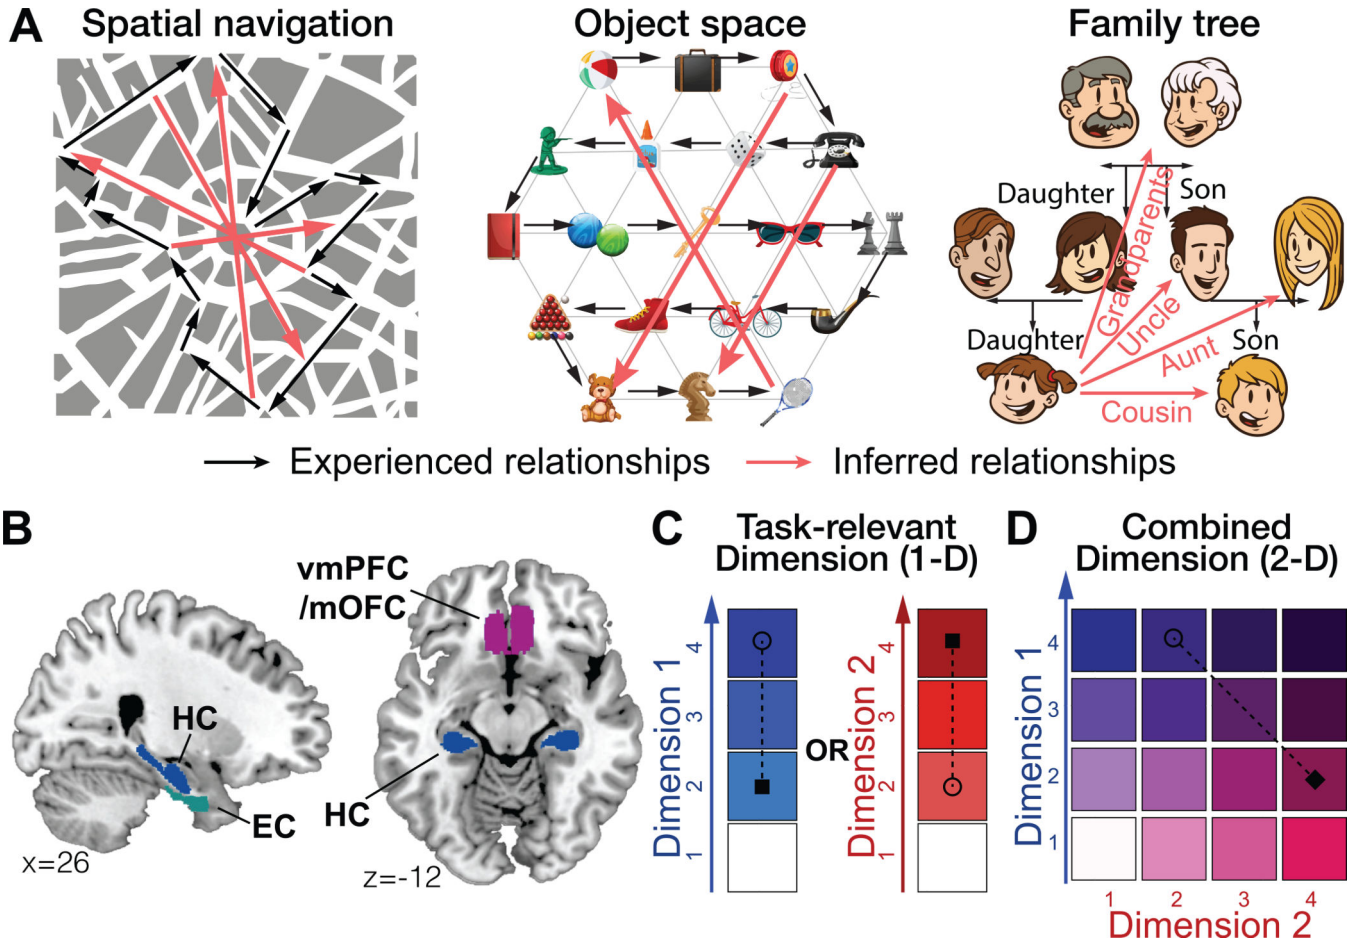 A
Spatial navigation
Object space
Family tree
Daughter
Son
Grandparents
Uncle
Aunt
Cousin
Daughter
Son
Experienced relationships
Inferred relationships
B
HC
EC
x=26
vmPFC
/mOFC
HC
z=-12
C
Task-relevant
Dimension (1-D)
Dimension 1
4
3
2
1
OR
Dimension 2
4
3
2
1
D
Combined
Dimension (2-D)
Dimension 1
4
3
2
1
1 2 3 4
Dimension 2